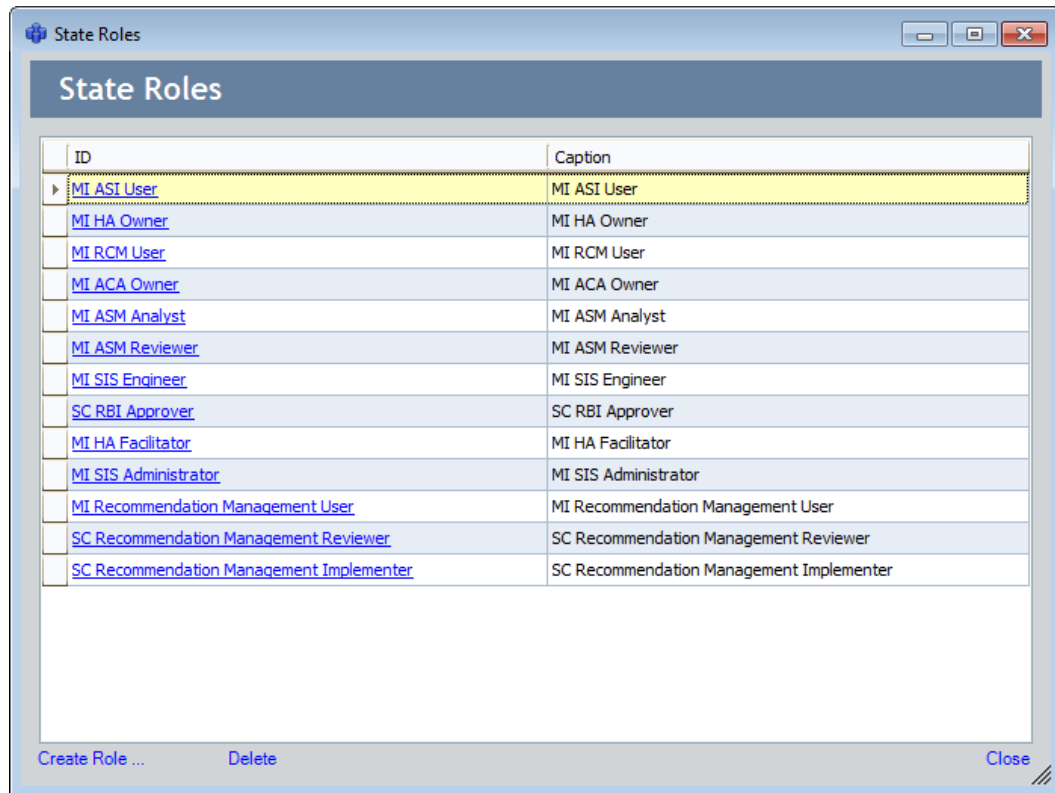 State Roles
State Roles
ID Caption
MI ASI User MI ASI User
MI HA Owner MI HA Owner
MI RCM User MI RCM User
MI ACA Owner MI ACA Owner
MI ASM Analyst MI ASM Analyst
MI ASM Reviewer MI ASM Reviewer
MI SIS Engineer MI SIS Engineer
SC RBI Approver SC RBI Approver
MI HA Facilitator MI HA Facilitator
MI SIS Administrator MI SIS Administrator
MI Recommendation Management User MI Recommendation Management User
SC Recommendation Management Reviewer SC Recommendation Management Reviewer
SC Recommendation Management Implementer SC Recommendation Management Implementer
Create Role ... Delete Close